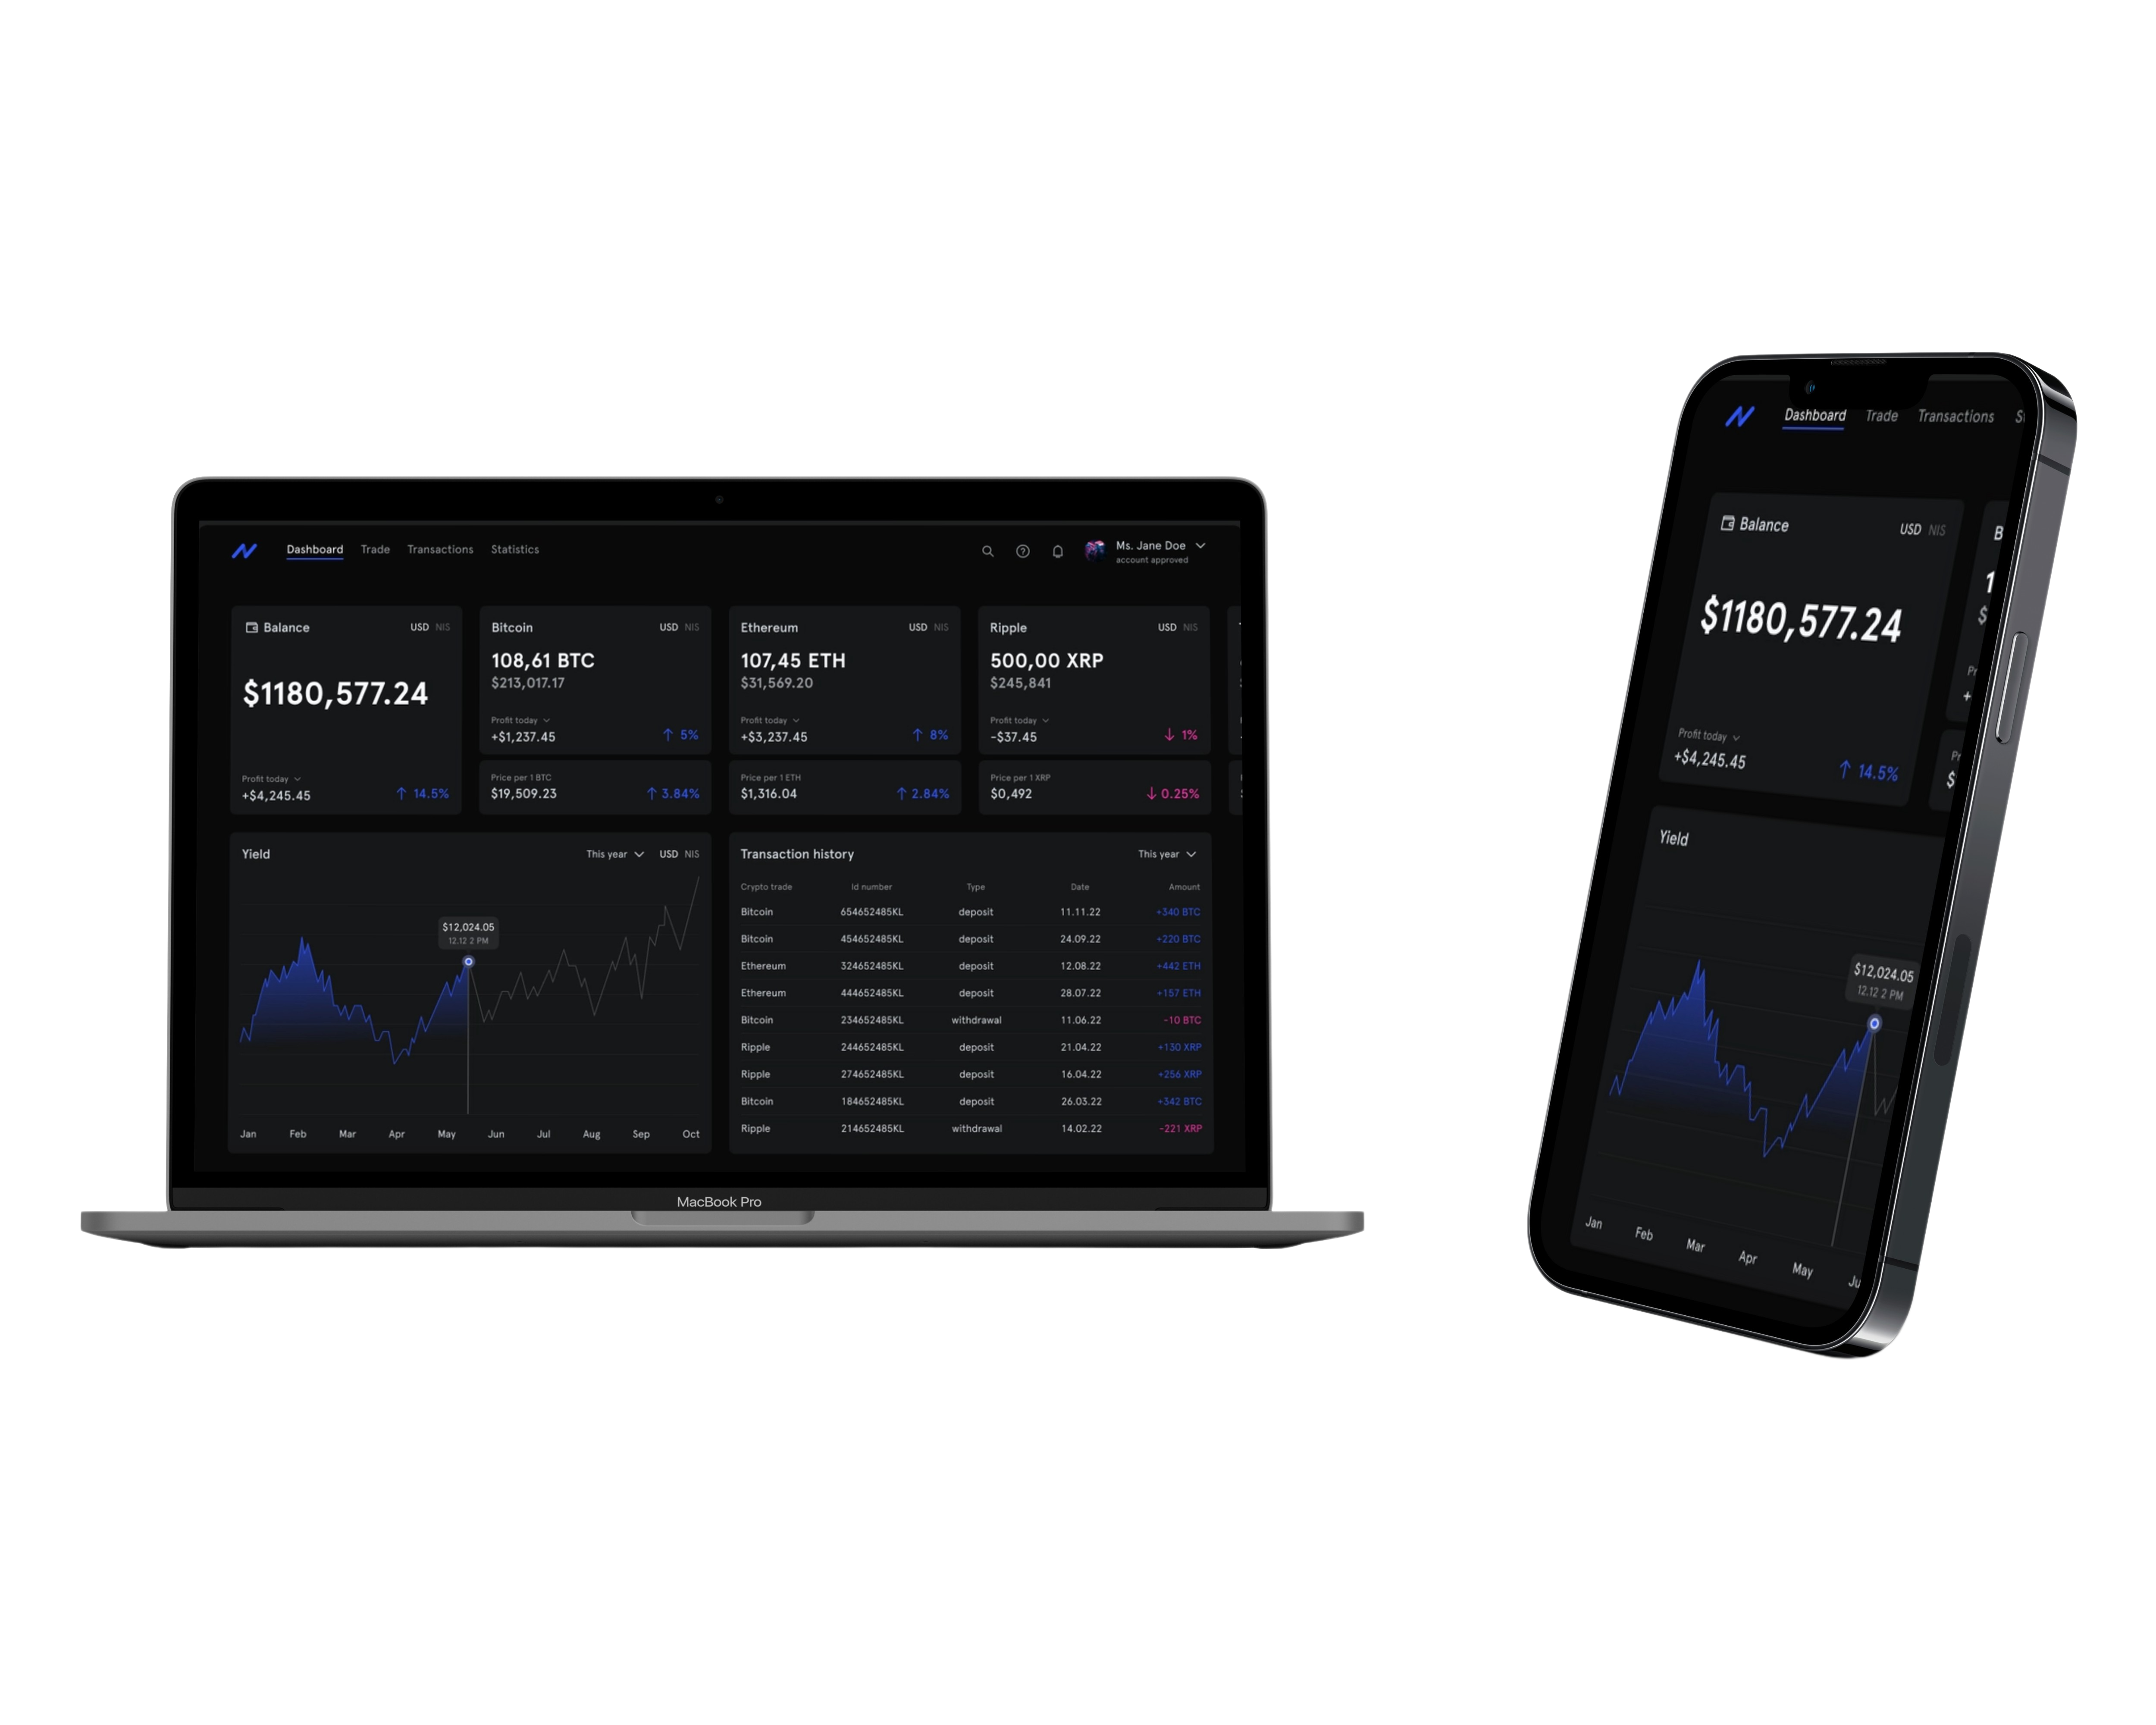 Dashboard Trade Transactions Statistics
Ms. Jane Doe
account approved
Balance USD NIS
$1180,577.24
Profit today
+$4,245.45 14.5%
Bitcoin USD NIS
108,61 BTC
$213,017.17
Profit today
+$1,237.45 5%
Price per 1 BTC
$19,509.23 3.84%
Ethereum USD NIS
107,45 ETH
$31,569.20
Profit today
+$3,237.45 8%
Price per 1 ETH
$1,316.04 2.84%
Ripple USD NIS
500,00 XRP
$245,841
Profit today
-$37.45 1%
Price per 1 XRP
$0,492 0.25%
Yield This year USD NIS
$12,024.05
12.12 2 PM
Jan Feb Mar Apr May Jun Jul Aug Sep Oct
Transaction history This year
Crypto trade Id number Type Date Amount
Bitcoin 654652485KL deposit 11.11.22 +340 BTC
Bitcoin 454652485KL deposit 24.09.22 +220 BTC
Ethereum 324652485KL deposit 12.08.22 +442 ETH
Ethereum 444652485KL deposit 28.07.22 +157 ETH
Bitcoin 234652485KL withdrawal 11.06.22 -10 BTC
Ripple 244652485KL deposit 21.04.22 +130 XRP
Ripple 274652485KL deposit 16.04.22 +256 XRP
Bitcoin 184652485KL deposit 26.03.22 +342 BTC
Ripple 214652485KL withdrawal 14.02.22 -221 XRP
MacBook Pro
Dashboard Trade Transactions
Balance USD NIS
$1180,577.24
Profit today
+$4,245.45 14.5%
Yield
$12,024.05
12.12 2 PM
Jan Feb Mar Apr May Ju